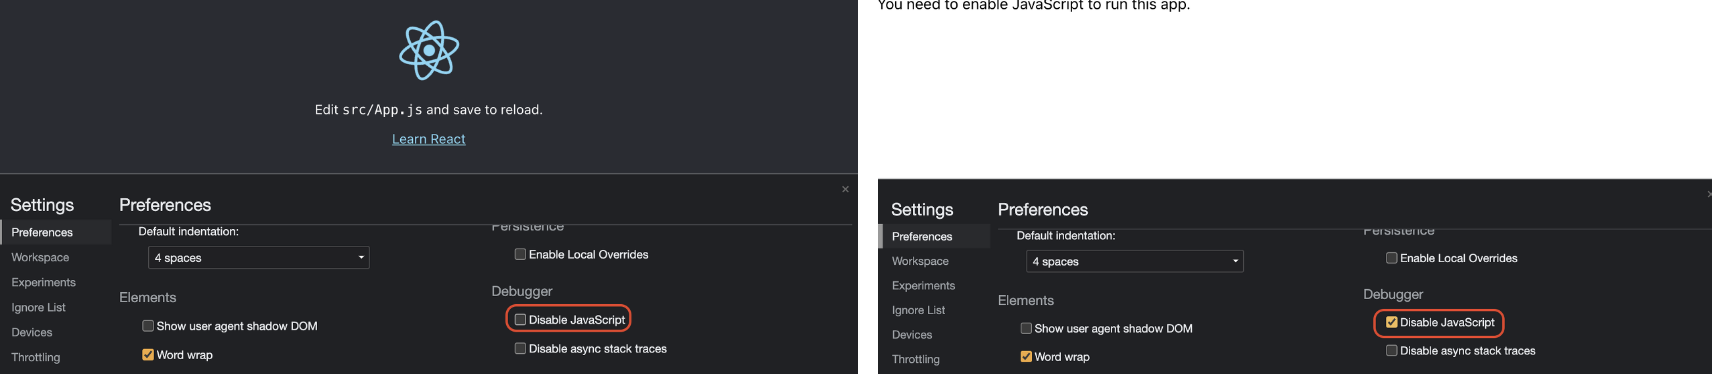 Edit src/App.js and save to reload.
Learn React
Settings
Preferences
Workspace
Experiments
Ignore List
Devices
Throttling
Preferences
Default indentation:
4 spaces
Elements
Show user agent shadow DOM
Word wrap
Persistence
Enable Local Overrides
Debugger
Disable JavaScript
Disable async stack traces
You need to enable JavaScript to run this app.
Settings
Preferences
Workspace
Experiments
Ignore List
Devices
Throttling
Preferences
Default indentation:
4 spaces
Elements
Show user agent shadow DOM
Word wrap
Persistence
Enable Local Overrides
Debugger
Disable JavaScript
Disable async stack traces